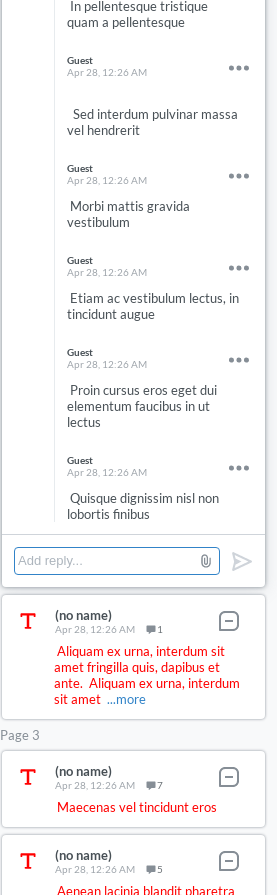 In pellentesque tristique
quam a pellentesque
Guest
Apr 28, 12:26 AM
Sed interdum pulvinar massa
vel hendrerit
Guest
Apr 28, 12:26 AM
Morbi mattis gravida
vestibulum
Guest
Apr 28, 12:26 AM
Etiam ac vestibulum lectus, in
tincidunt augue
Guest
Apr 28, 12:26 AM
Proin cursus eros eget dui
elementum faucibus in ut
lectus
Guest
Apr 28, 12:26 AM
Quisque dignissim nisl non
lobortis finibus
Add reply...
T
(no name)
Apr 28, 12:26 AM 1
Aliquam ex urna, interdum sit
amet fringilla quis, dapibus et
ante. Aliquam ex urna, interdum
sit amet ...more
Page 3
T
(no name)
Apr 28, 12:26 AM 7
Maecenas vel tincidunt eros
T
(no name)
Apr 28, 12:26 AM 5
Aenean lacinia blandit pharetra